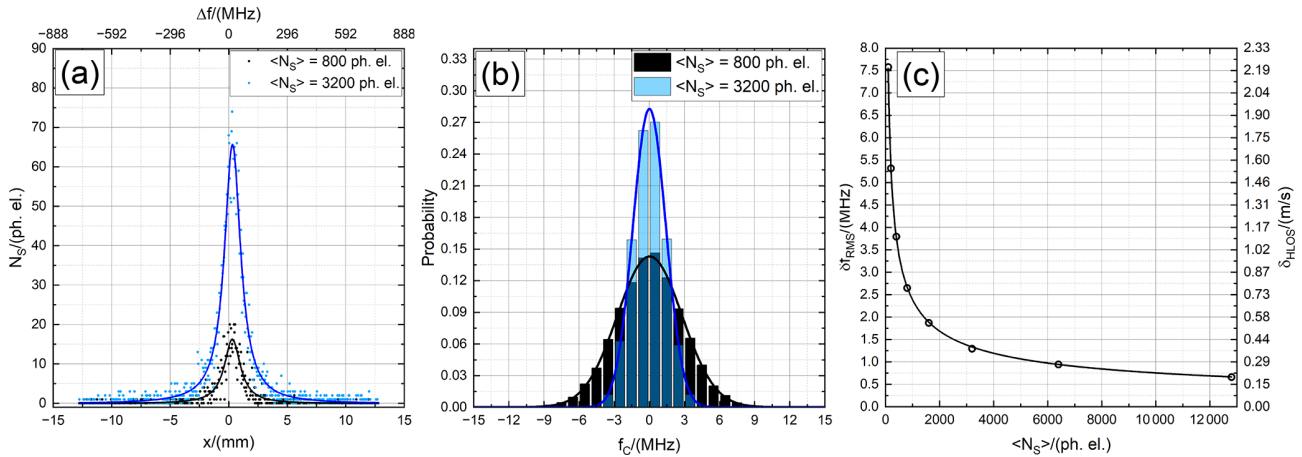 Δf/(MHz)
−888 −592 −296 0 296 592 888
(a)
<N_S> = 800 ph. el.
<N_S> = 3200 ph. el.
N_S/(ph. el.)
90
80
70
60
50
40
30
20
10
0
−15 −10 −5 0 5 10 15
x/(mm)
(b)
<N_S> = 800 ph. el.
<N_S> = 3200 ph. el.
Probability
0.33
0.30
0.27
0.24
0.21
0.18
0.15
0.12
0.09
0.06
0.03
0.00
−15 −12 −9 −6 −3 0 3 6 9 12 15
f_C/(MHz)
(c)
δf_RMS/(MHz)
8.0
7.5
7.0
6.5
6.0
5.5
5.0
4.5
4.0
3.5
3.0
2.5
2.0
1.5
1.0
0.5
0.0
0 2000 4000 6000 8000 10 000 12 000
<N_S>/(ph. el.)
2.33
2.19
2.04
1.90
1.75
1.60
1.46
1.31
1.17
1.02
0.87
0.73
0.58
0.44
0.29
0.15
0.00
δ_HLOS/(m/s)